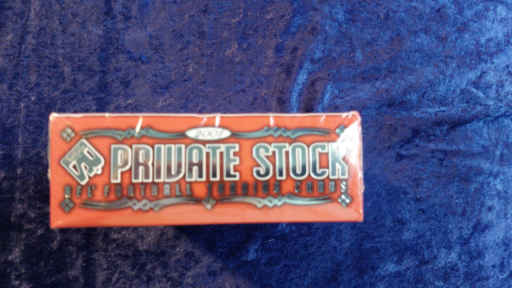 2001
PRIVATE STOCK
NFL FOOTBALL TRADING CARDS